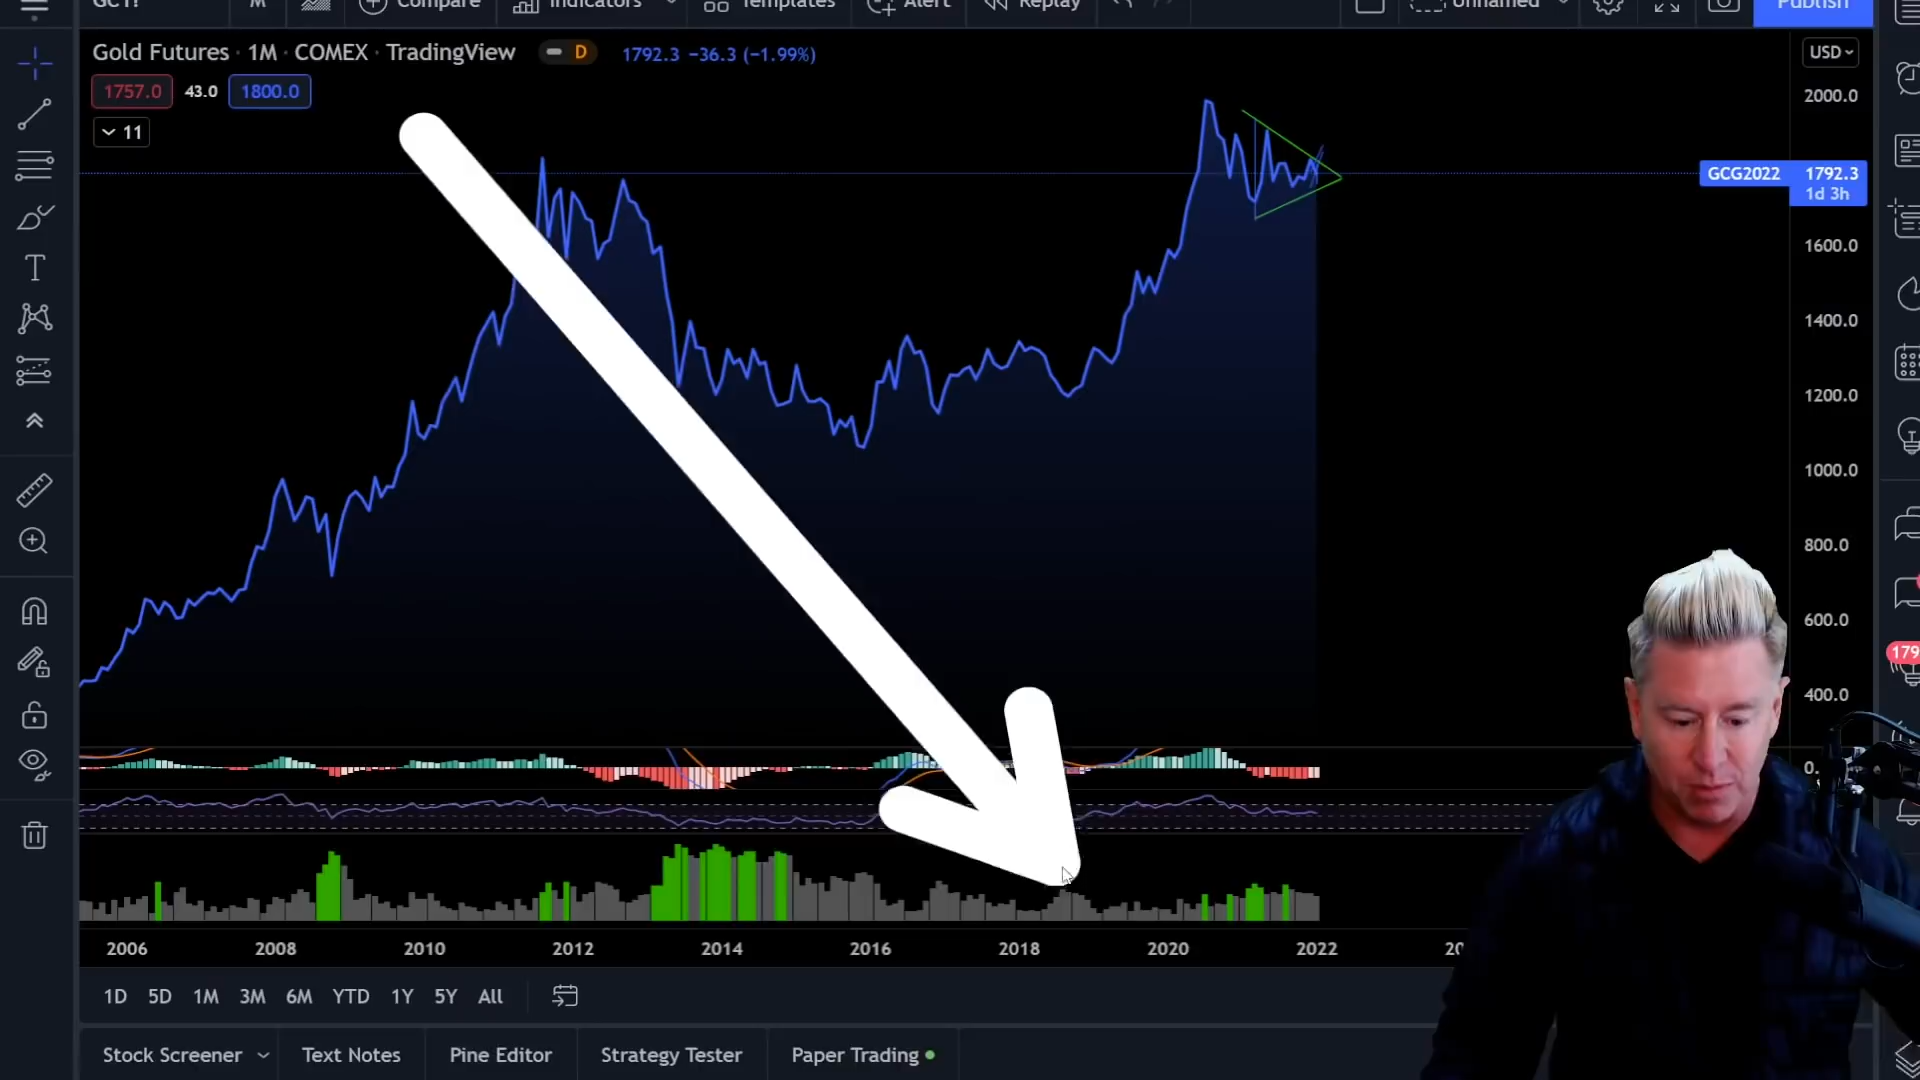 M
Compare
Indicators
Templates
Alert
Replay
Unnamed
Publish
Gold Futures · 1M · COMEX · TradingView
D
1792.3 −36.3 (−1.99%)
USD
1757.0
43.0
1800.0
11
2000.0
GCG2022
1792.3
1d 3h
1600.0
1400.0
1200.0
1000.0
800.0
600.0
400.0
0.
179
2006
2008
2010
2012
2014
2016
2018
2020
2022
1D
5D
1M
3M
6M
YTD
1Y
5Y
All
Stock Screener
Text Notes
Pine Editor
Strategy Tester
Paper Trading
T